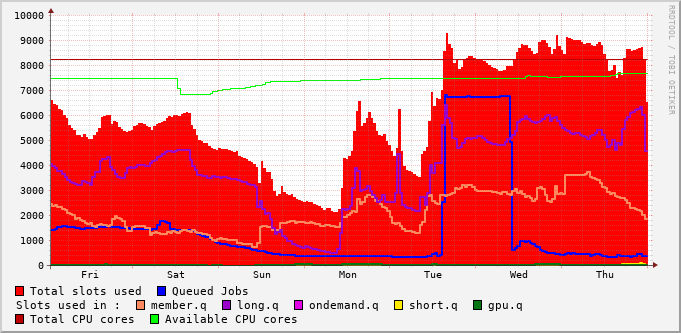 10000
9000
8000
7000
6000
5000
4000
3000
2000
1000
0
Fri Sat Sun Mon Tue Wed Thu
RRDTOOL / TOBI OETIKER
Total slots used Queued Jobs
Slots used in : member.q long.q ondemand.q short.q gpu.q
Total CPU cores Available CPU cores